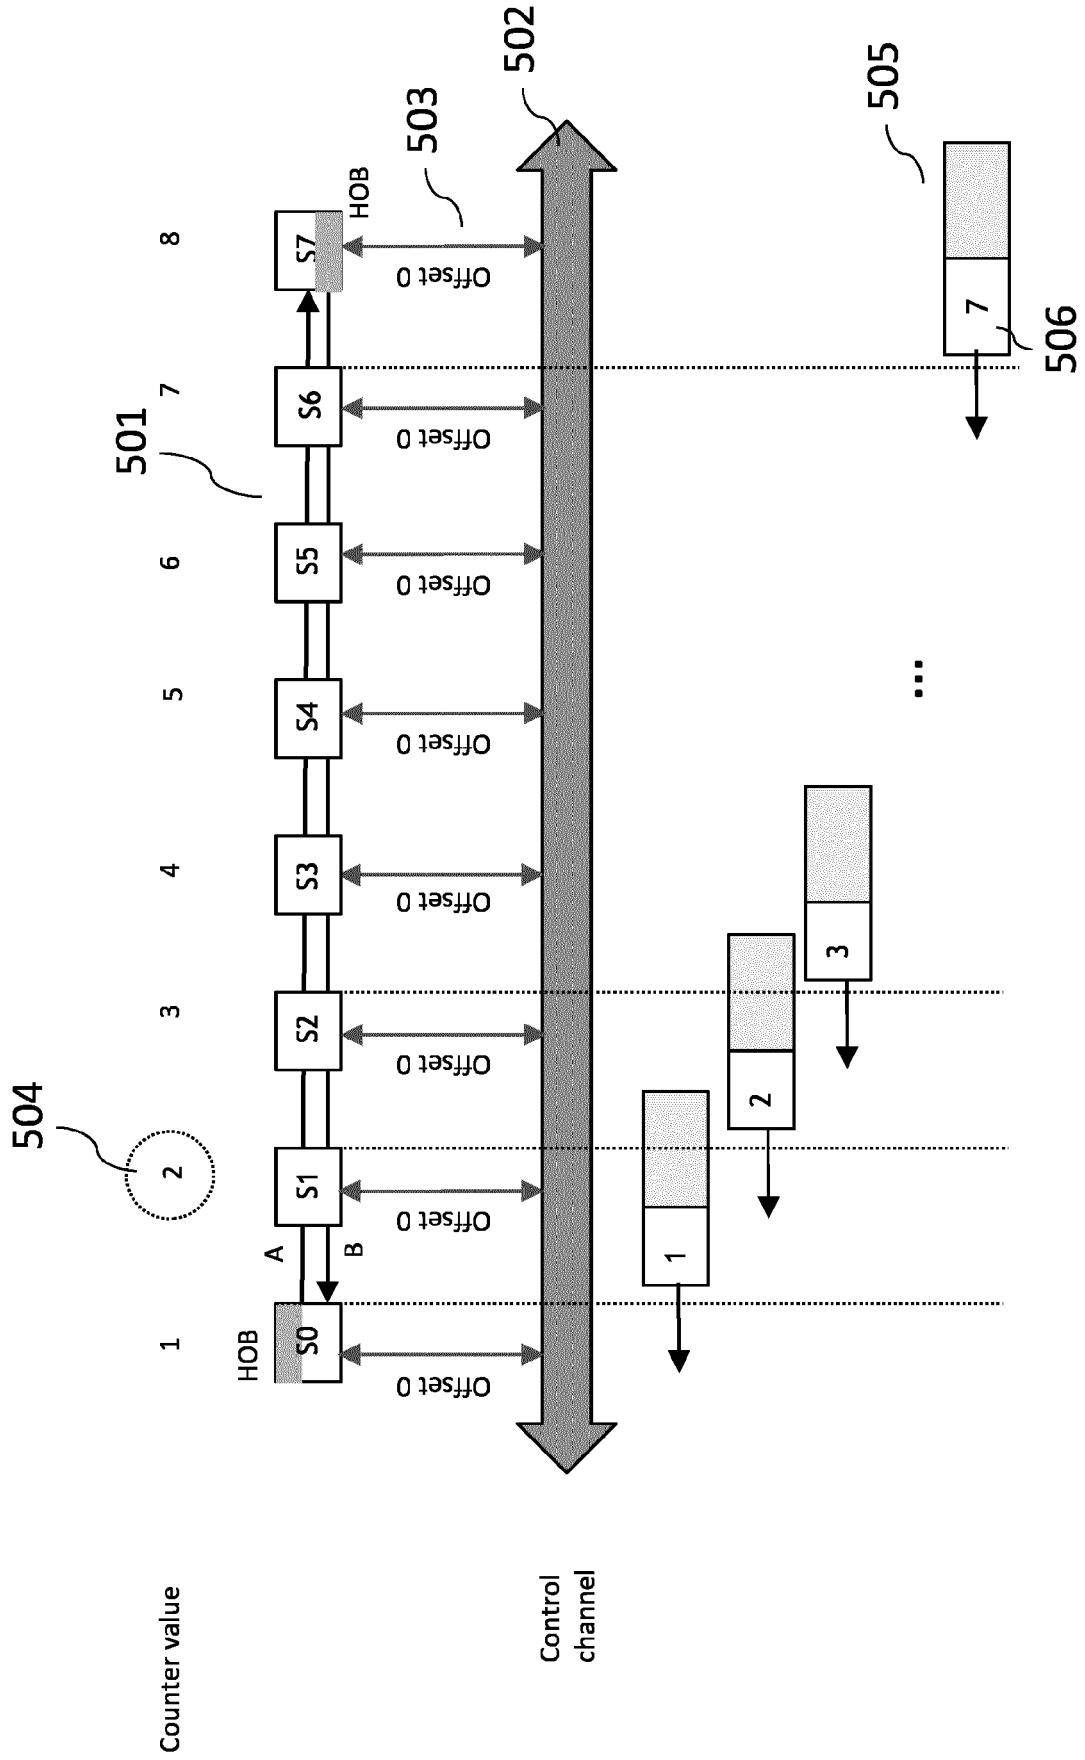 504
501
503
502
505
506
Counter value
1
2
3
4
5
6
7
8
HOB
A
B
S0
S1
S2
S3
S4
S5
S6
S7
HOB
Offset 0
Offset 0
Offset 0
Offset 0
Offset 0
Offset 0
Offset 0
Offset 0
Control
channel
1
2
3
...
7